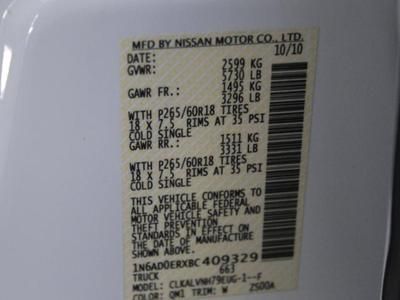 MFD BY NISSAN MOTOR CO., LTD.
DATE: 10/10
GVWR: 2599 KG
5730 LB
GAWR FR.: 1495 KG
3296 LB
WITH P265/60R18 TIRES
18 X 7.5 RIMS AT 35 PSI
COLD SINGLE
GAWR RR.: 1511 KG
3331 LB
WITH P265/60R18 TIRES
18 X 7.5 RIMS AT 35 PSI
COLD SINGLE
THIS VEHICLE CONFORMS TO
ALL APPLICABLE FEDERAL
MOTOR VEHICLE SAFETY AND
THEFT PREVENTION
STANDARDS IN EFFECT ON
THE DATE OF MANUFACTURE
SHOWN ABOVE.
1N6AD0ERXBC409329
TRUCK 663
MODEL: CLKALVNH79EUG-1--F
COLOR: QM1 TRIM: W ZS00A